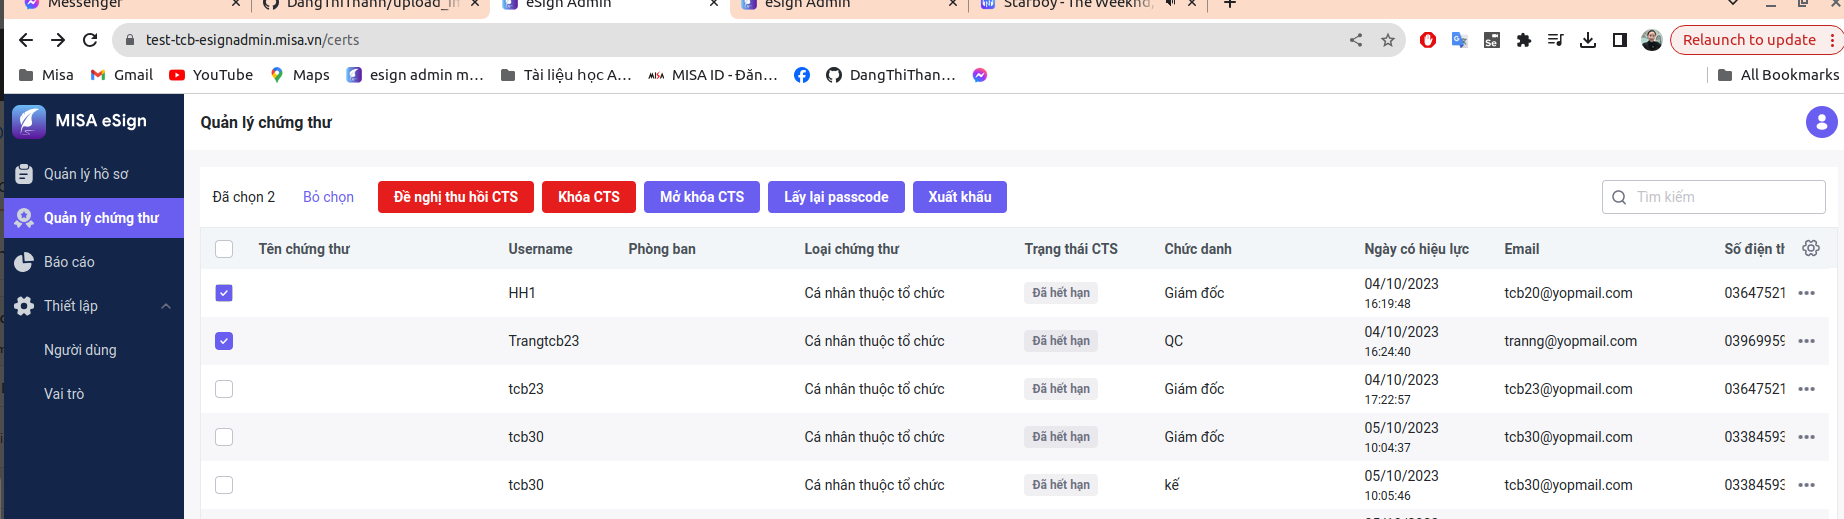 Messenger
DangThiThanh/upload_im
eSign Admin
eSign Admin
Starboy - The Weeknd,
test-tcb-esignadmin.misa.vn/certs
Relaunch to update
Misa
Gmail
YouTube
Maps
esign admin m...
Tài liệu học A...
MISA ID - Đăn...
DangThiThan...
All Bookmarks
MISA eSign
Quản lý chứng thư
Quản lý hồ sơ
Quản lý chứng thư
Báo cáo
Thiết lập
Người dùng
Vai trò
Đã chọn 2 Bỏ chọn Đề nghị thu hồi CTS Khóa CTS Mở khóa CTS Lấy lại passcode Xuất khẩu Tìm kiếm
Tên chứng thư Username Phòng ban Loại chứng thư Trạng thái CTS Chức danh Ngày có hiệu lực Email Số điện th
HH1 Cá nhân thuộc tổ chức Đã hết hạn Giám đốc 04/10/2023 16:19:48 tcb20@yopmail.com 03647521
Trangtcb23 Cá nhân thuộc tổ chức Đã hết hạn QC 04/10/2023 16:24:40 tranng@yopmail.com 03969959
tcb23 Cá nhân thuộc tổ chức Đã hết hạn Giám đốc 04/10/2023 17:22:57 tcb23@yopmail.com 03647521
tcb30 Cá nhân thuộc tổ chức Đã hết hạn Giám đốc 05/10/2023 10:04:37 tcb30@yopmail.com 03384593
tcb30 Cá nhân thuộc tổ chức Đã hết hạn kế 05/10/2023 10:05:46 tcb30@yopmail.com 03384593